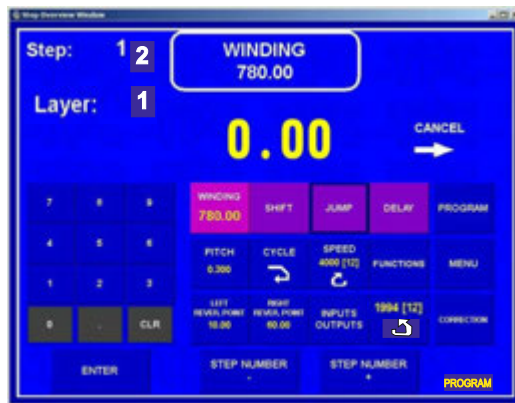 Step Overview Window
Step: 1 2
WINDING
780.00
Layer: 1
0.00
CANCEL
7 8 9
WINDING
780.00
SHIFT
JUMP
DELAY
PROGRAM
4 5 6
PITCH
0.300
CYCLE
SPEED
4000 [12]
FUNCTIONS
MENU
1 2 3
LEFT
REVER. POINT
10.00
RIGHT
REVER. POINT
60.00
INPUTS
OUTPUTS
1994 [12]
CORRECTION
0 . CLR
ENTER
STEP NUMBER
-
STEP NUMBER
+
PROGRAM